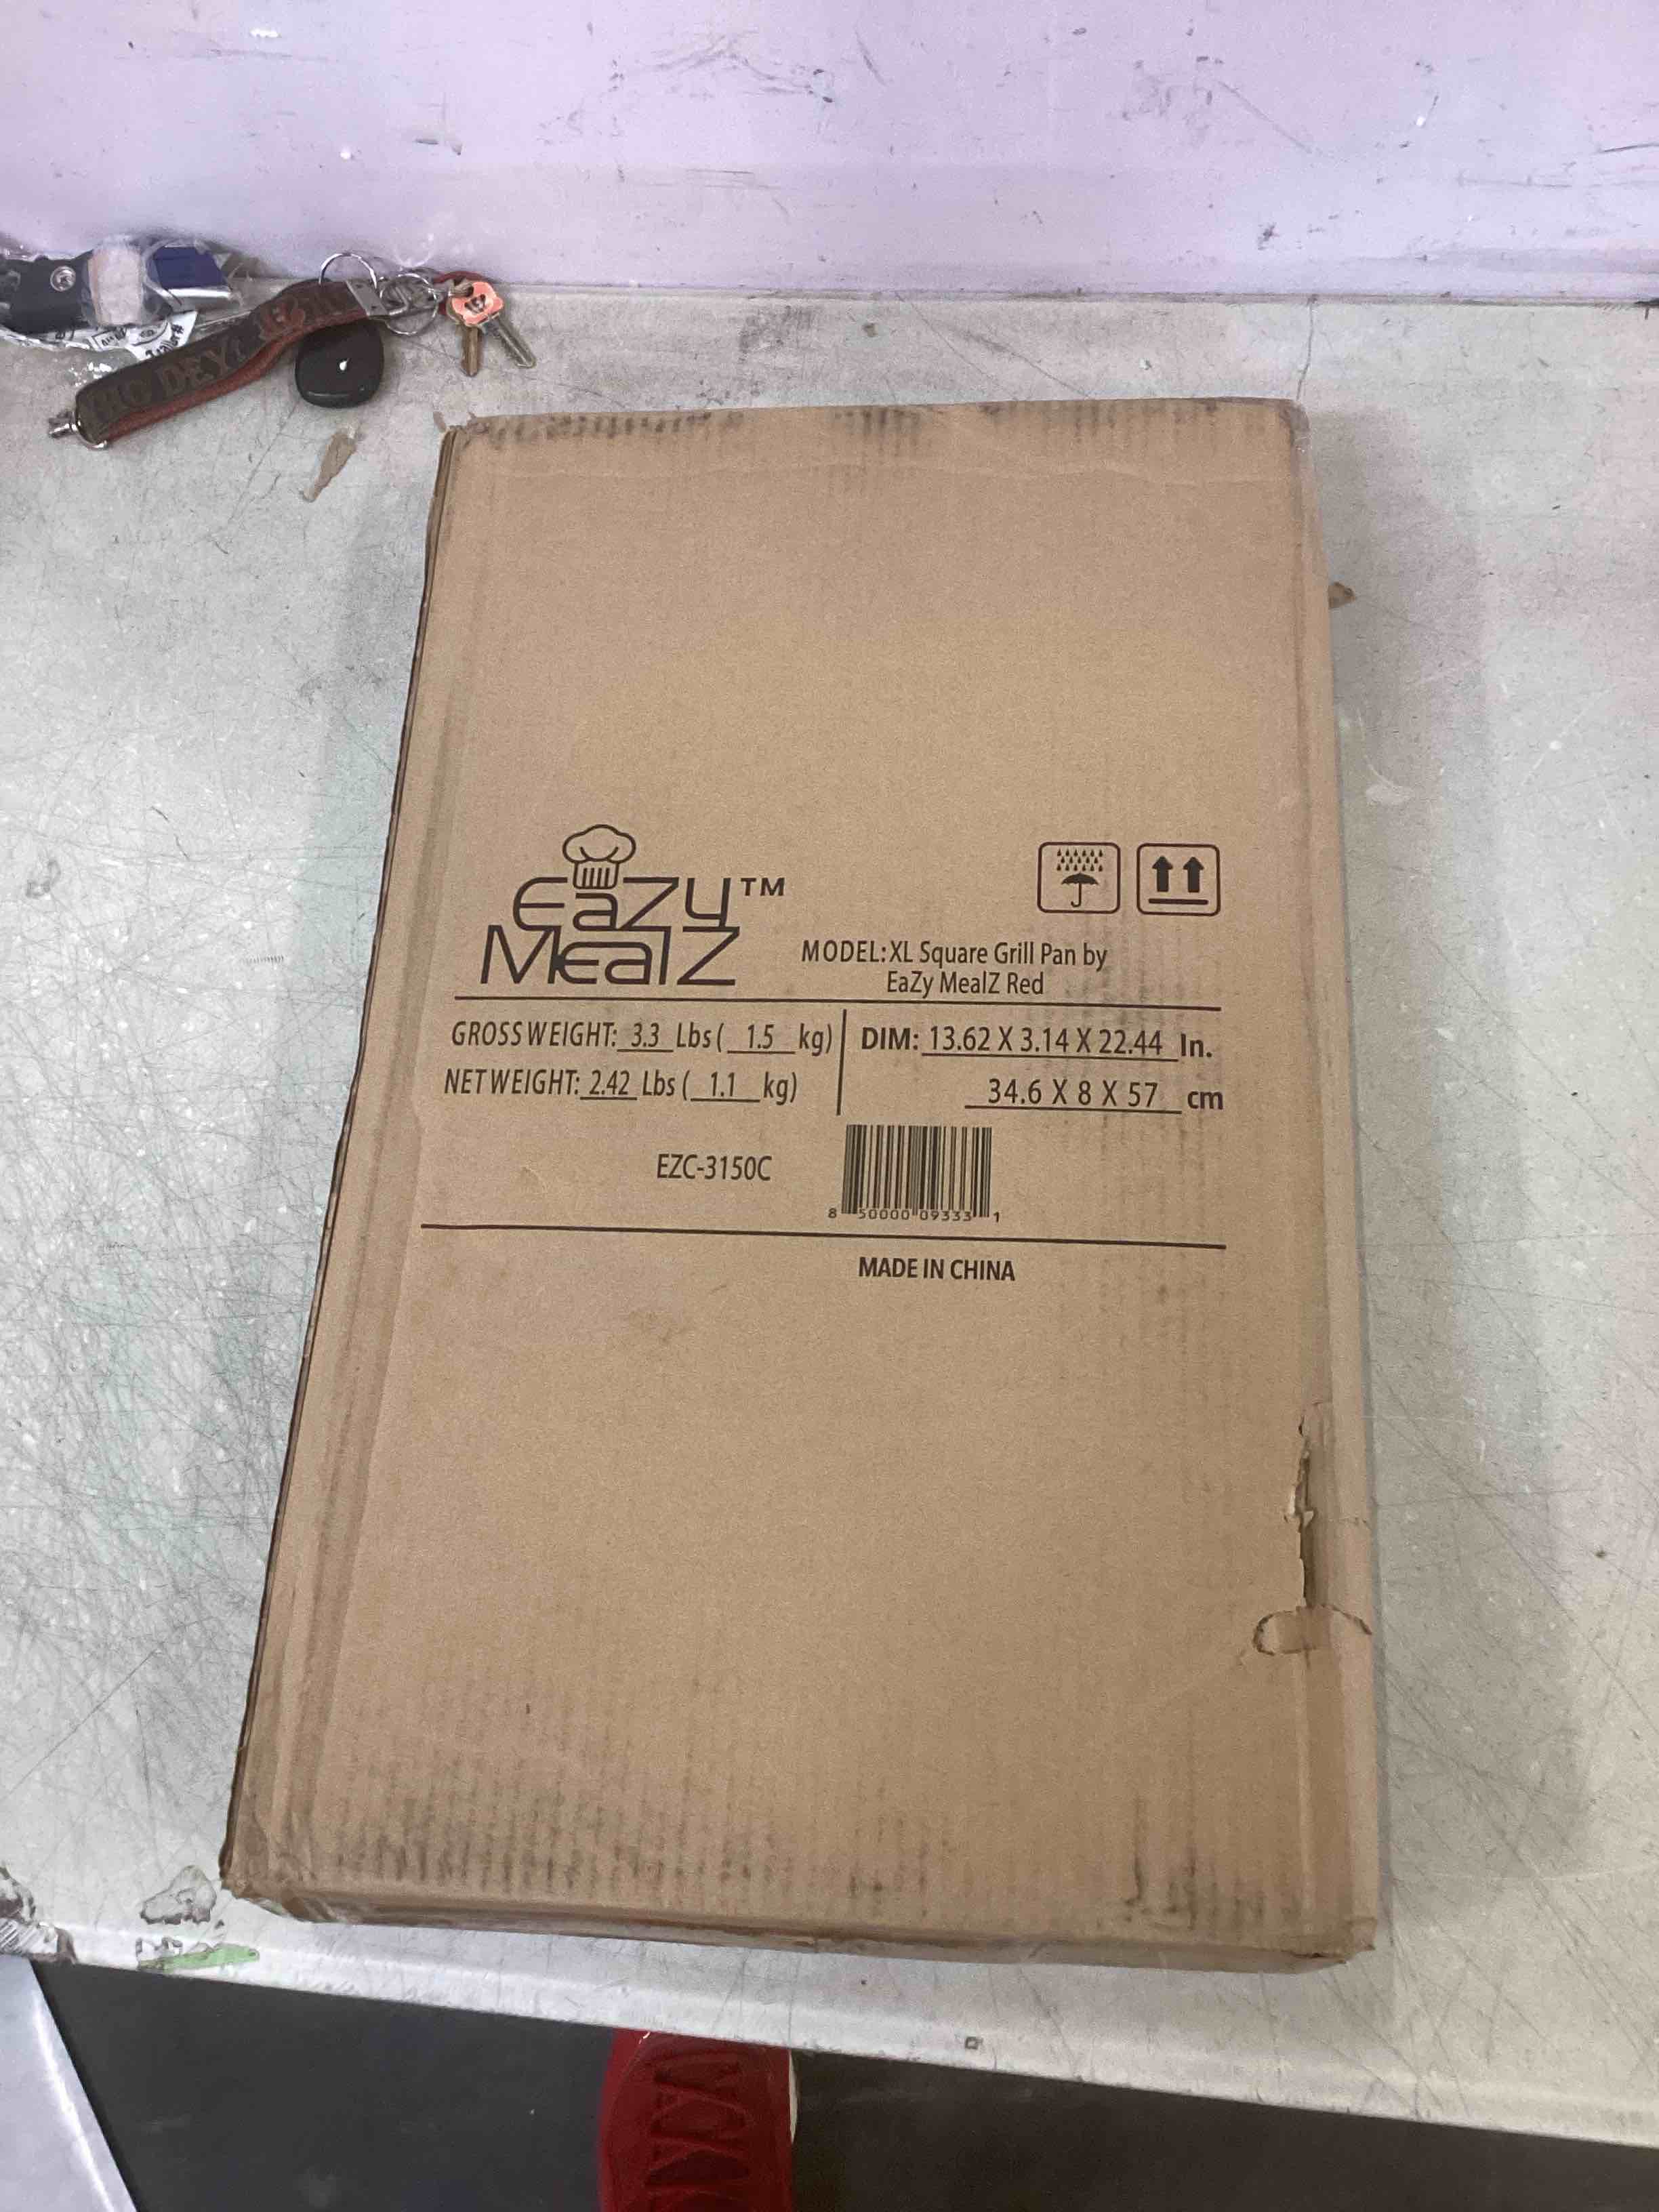 EaZy™
MealZ
MODEL: XL Square Grill Pan by
EaZy MealZ Red
GROSS WEIGHT: 3.3 Lbs ( 1.5 kg)
NET WEIGHT: 2.42 Lbs ( 1.1 kg)
DIM: 13.62 X 3.14 X 22.44 In.
34.6 X 8 X 57 cm
EZC-3150C
8 50000 09333 1
MADE IN CHINA